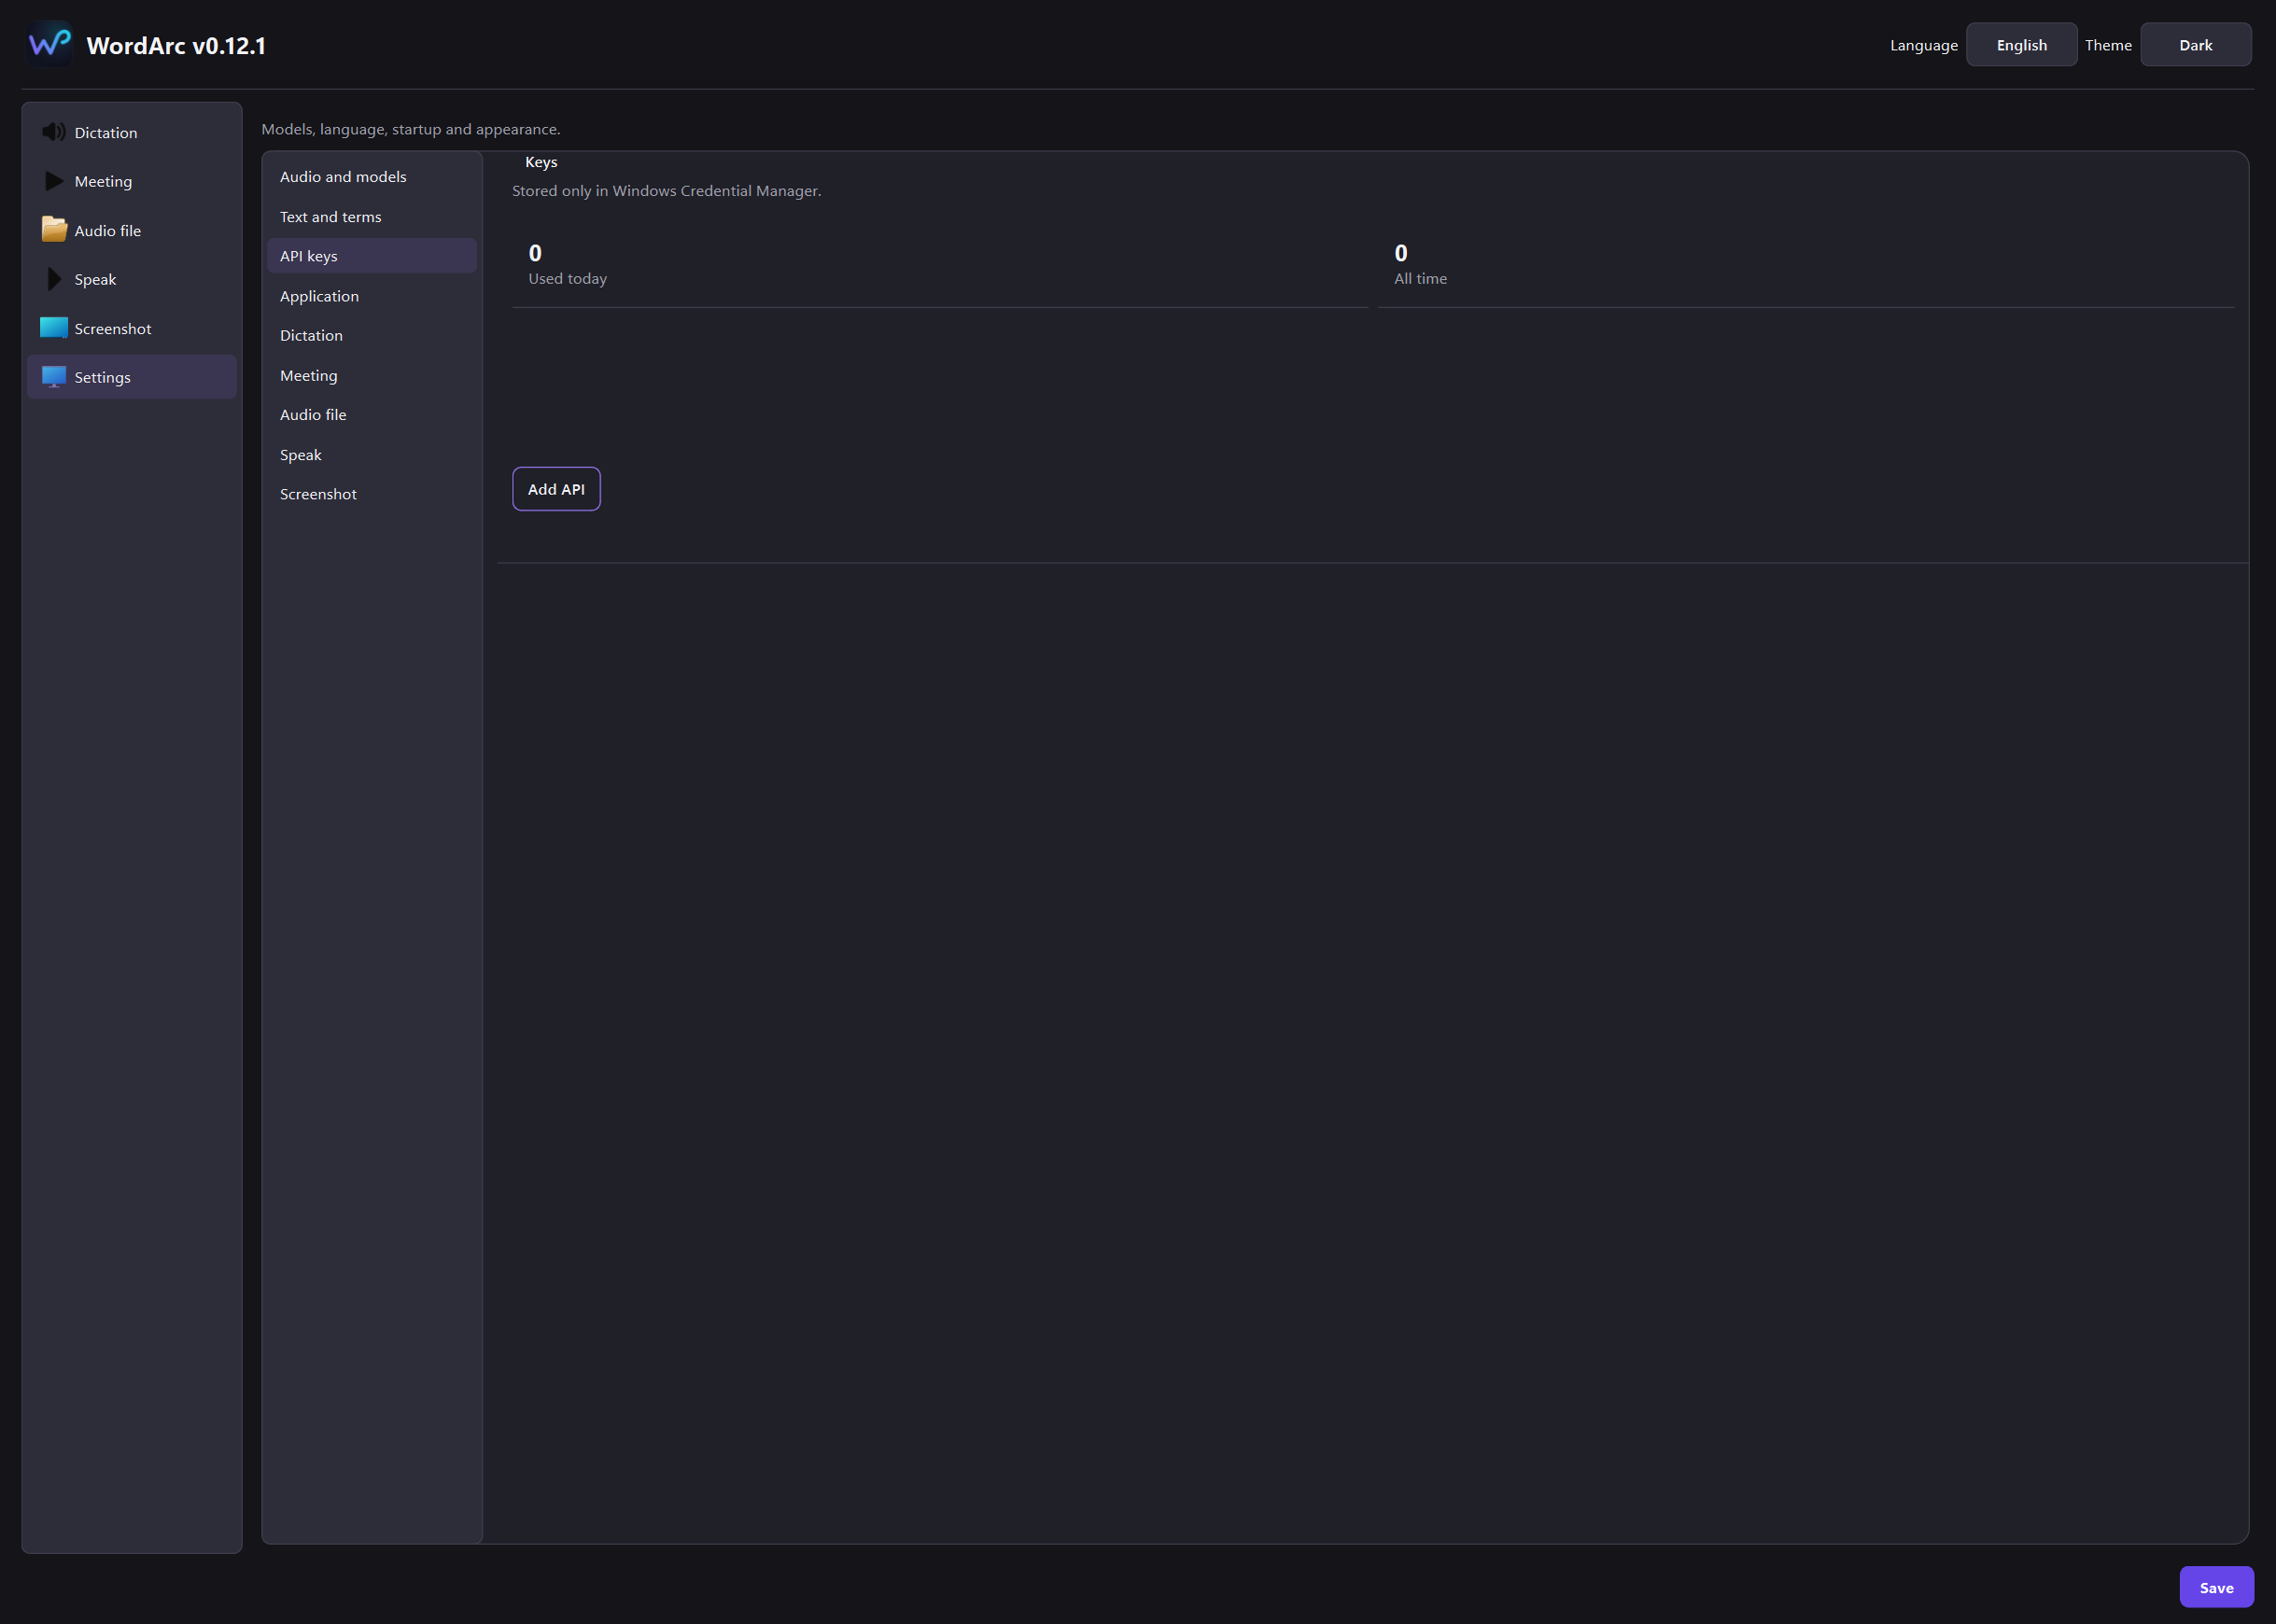 WordArc v0.12.1
Language English Theme Dark
Dictation
Meeting
Audio file
Speak
Screenshot
Settings
Models, language, startup and appearance.
Audio and models
Text and terms
API keys
Application
Dictation
Meeting
Audio file
Speak
Screenshot
Keys
Stored only in Windows Credential Manager.
0
Used today
0
All time
Add API
Save